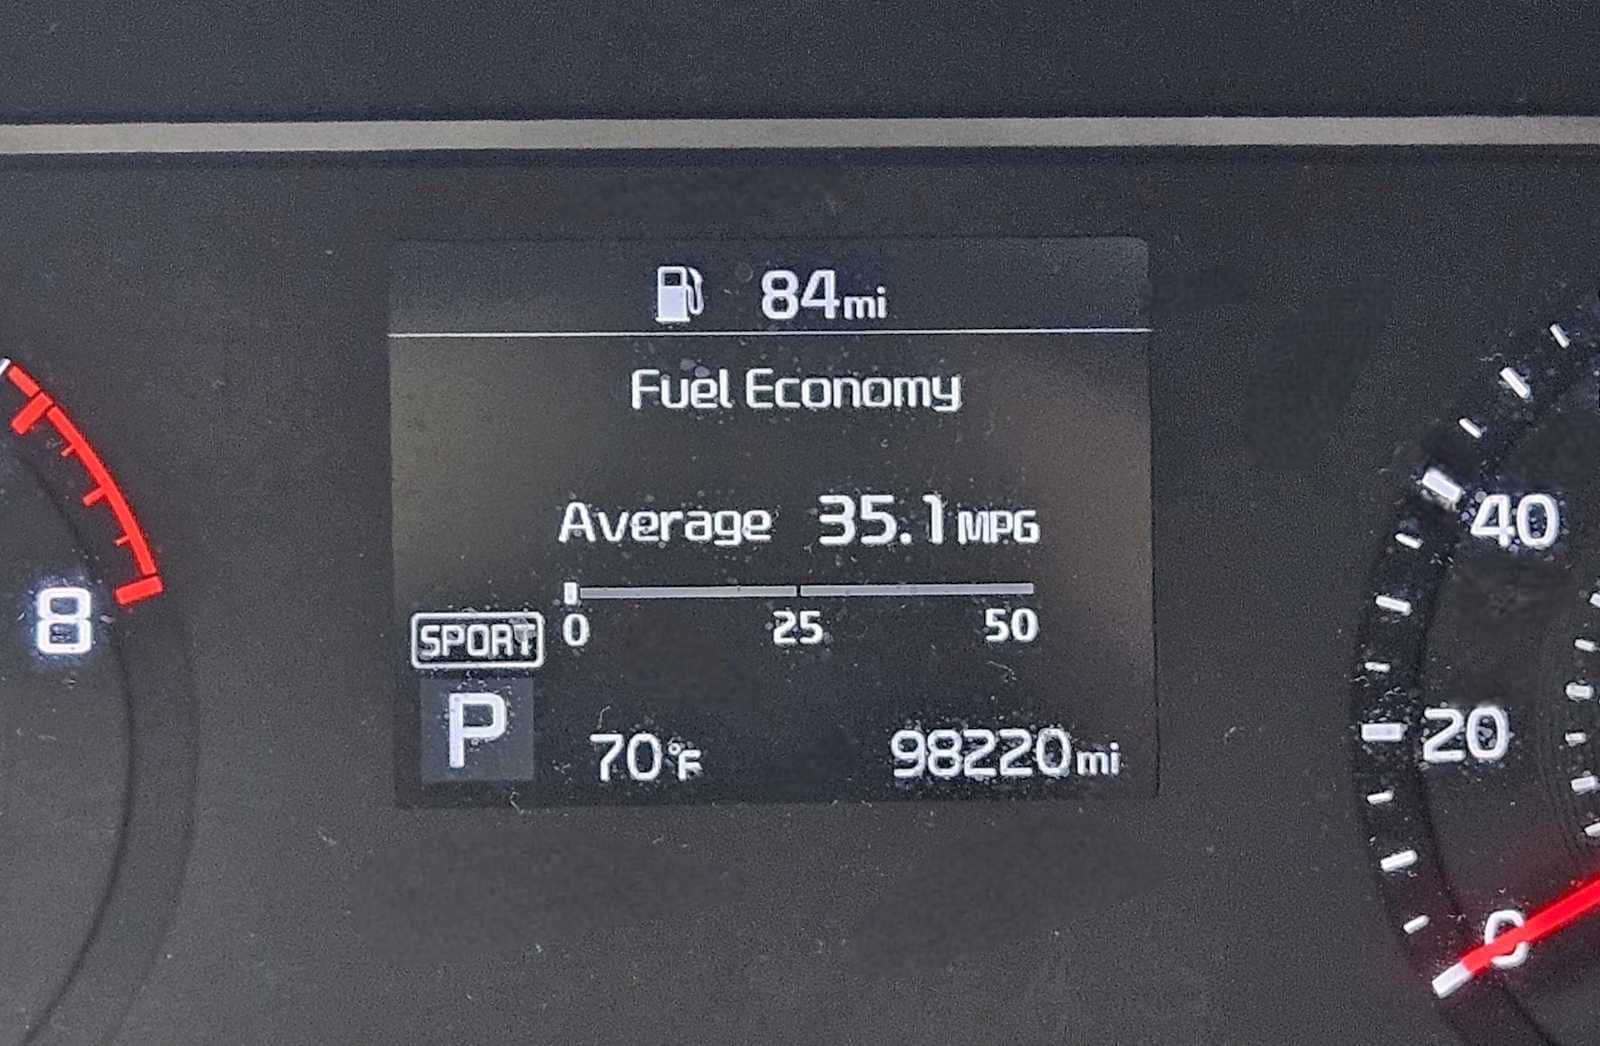 84mi
Fuel Economy
Average 35.1 MPG
0 25 50
SPORT
P
70°F 98220mi
8
40
20
0